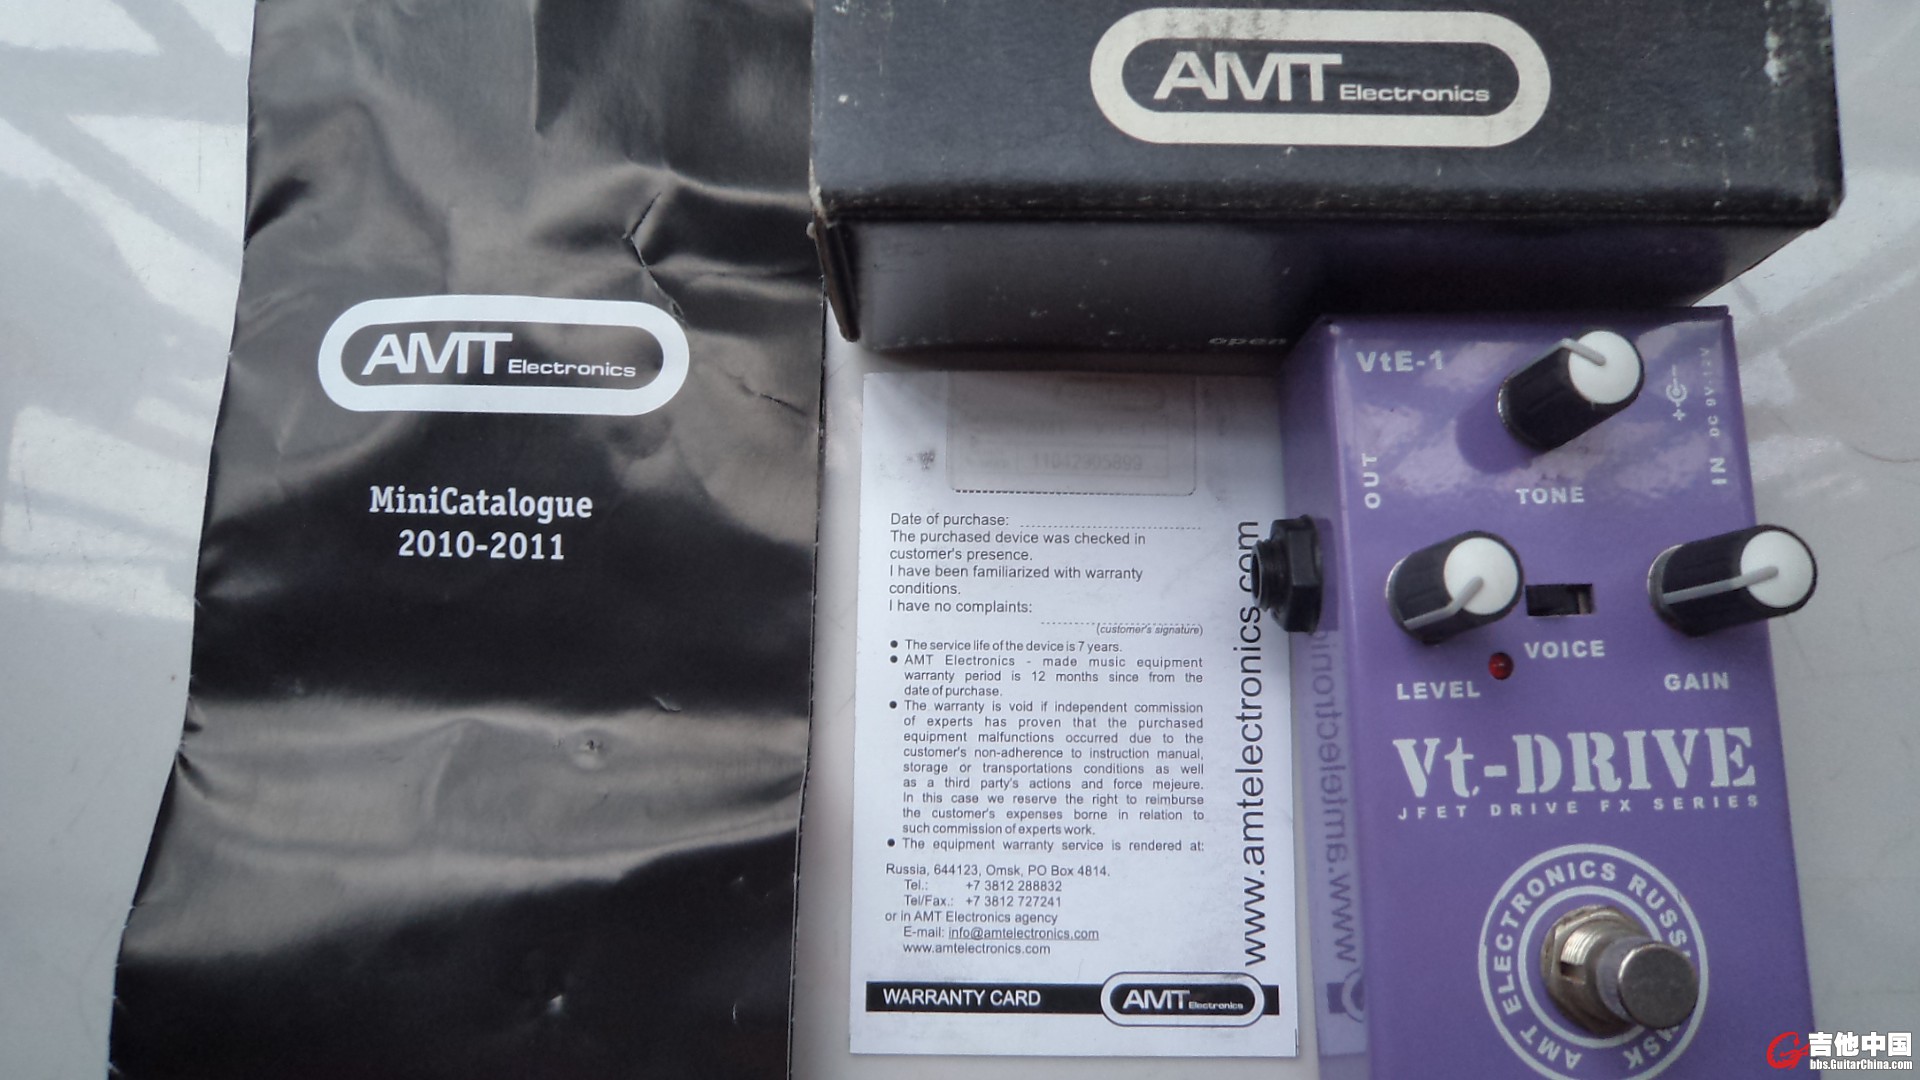 AMT Electronics
MiniCatalogue
2010-2011
AMT Electronics
open
Date of purchase:
The purchased device was checked in
customer's presence.
I have been familiarized with warranty
conditions.
I have no complaints:
(customer's signature)
● The service life of the device is 7 years.
● AMT Electronics - made music equipment
warranty period is 12 months since from the
date of purchase.
● The warranty is void if independent commission
of experts has proven that the purchased
equipment malfunctions occurred due to the
customer's non-adherence to instruction manual,
storage or transportations conditions as well
as a third party's actions and force mejeure.
In this case we reserve the right to reimburse
the customer's expenses borne in relation to
such commission of experts work.
● The equipment warranty service is rendered at:
Russia, 644123, Omsk, PO Box 4814.
Tel.: +7 3812 288832
Tel/Fax.: +7 3812 727241
or in AMT Electronics agency
E-mail: info@amtelectronics.com
www.amtelectronics.com
WARRANTY CARD
AMT Electronics
www.amtelectronics.com
VtE-1
OUT
TONE
IN DC 9V-12V
VOICE
LEVEL
GAIN
Vt-DRIVE
JFET DRIVE FX SERIES
AMT ELECTRONICS
www.amtelectronic
吉他中国
bbs.GuitarChina.com